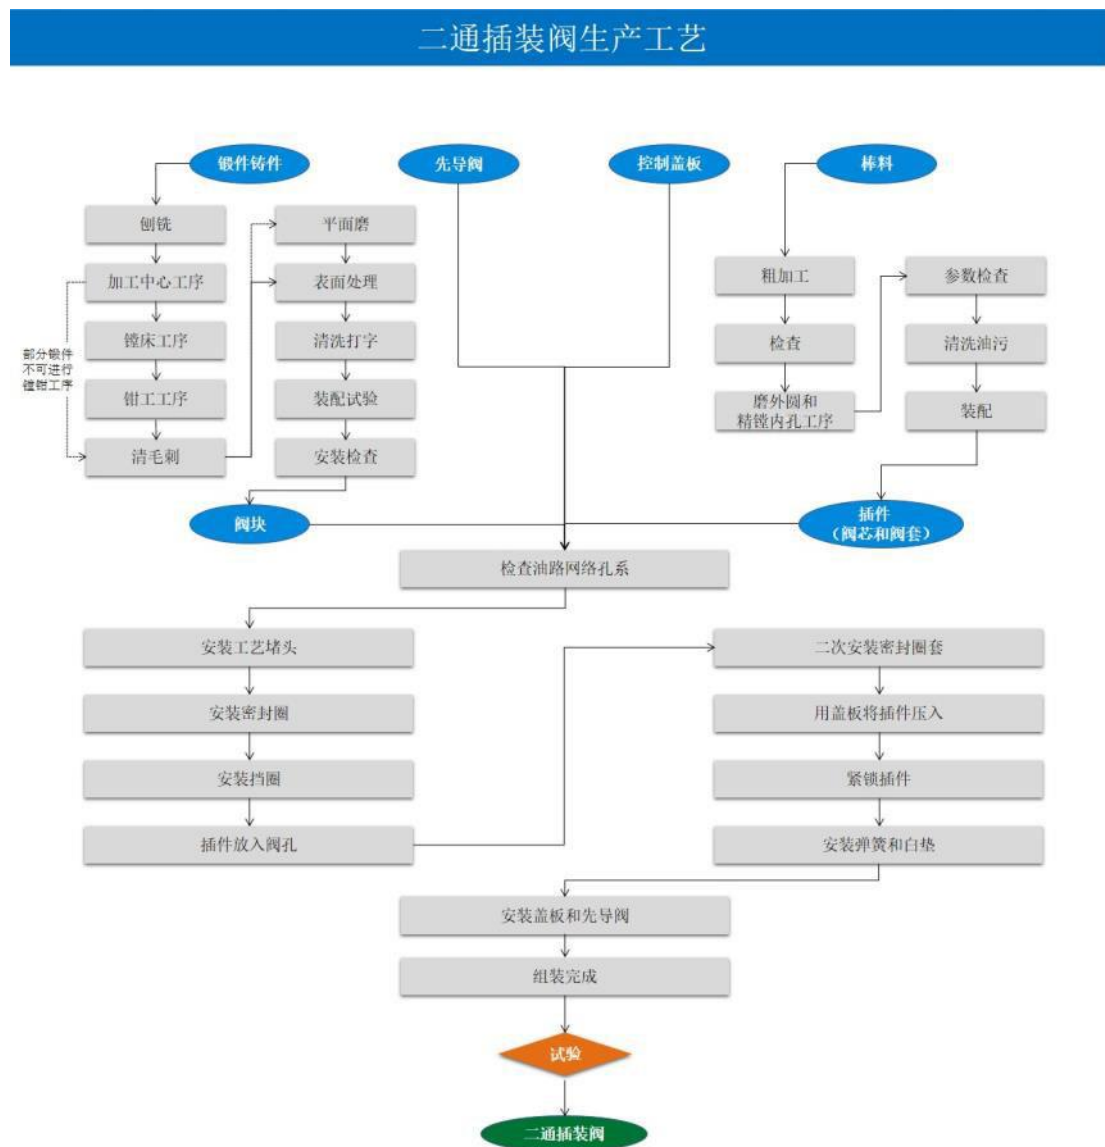 二通插装阀生产工艺
锻件铸件
先导阀
控制盖板
棒料
刨铣
加工中心工序
镗床工序
钳工工序
清毛刺
部分锻件
不可进行
镗钳工序
平面磨
表面处理
清洗打字
装配试验
安装检查
阀块
粗加工
检查
磨外圆和
精镗内孔工序
参数检查
清洗油污
装配
插件
（阀芯和阀套）
检查油路网络孔系
安装工艺堵头
安装密封圈
安装挡圈
插件放入阀孔
二次安装密封圈套
用盖板将插件压入
紧锁插件
安装弹簧和白垫
安装盖板和先导阀
组装完成
试验
二通插装阀